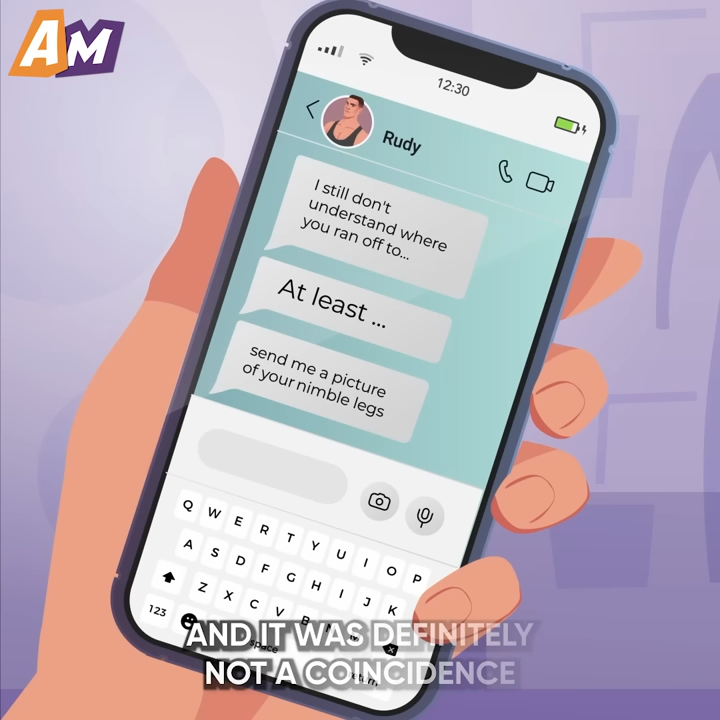 AM
12:30
Rudy
I still don't
understand where
you ran off to...
At least ...
send me a picture
of your nimble legs
Q W E R T Y U I O P
A S D F G H I J K
Z X C V B
123
space
AND IT WAS DEFINITELY
NOT A COINCIDENCE